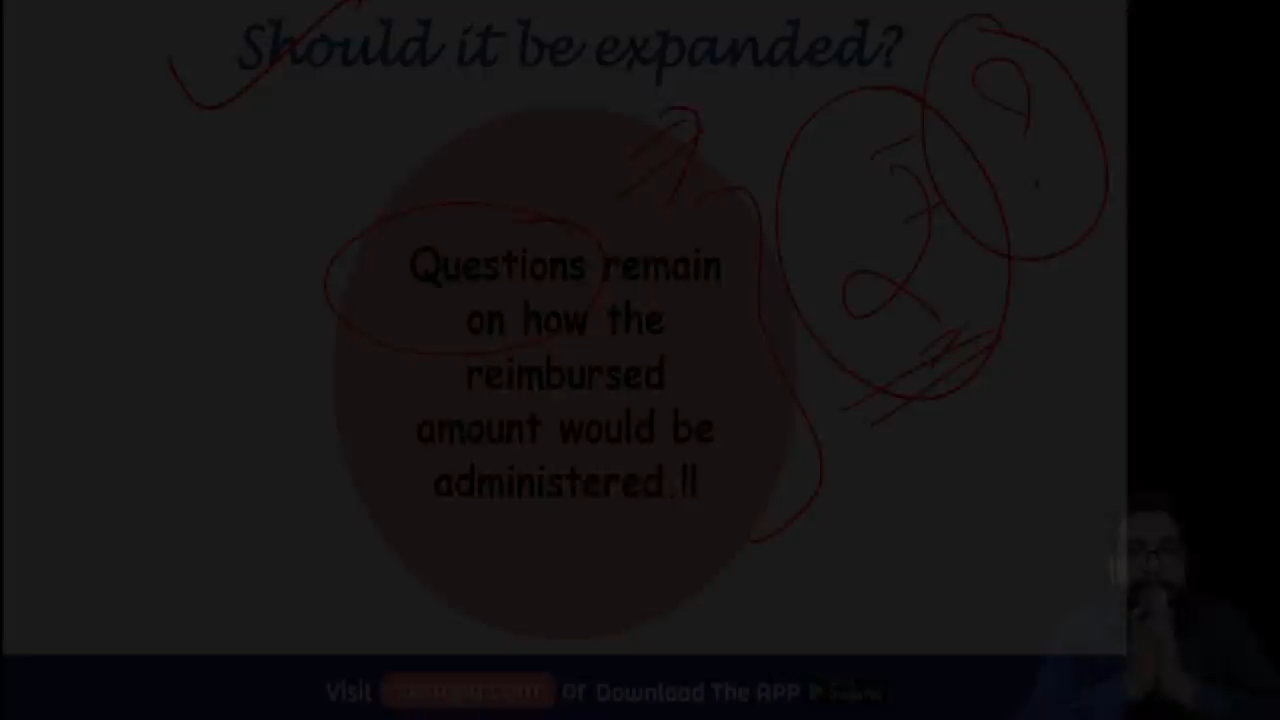 Should it be expanded?
Questions remain
on how the
reimbursed
amount would be
administered.!!
Visit
or Download The APP